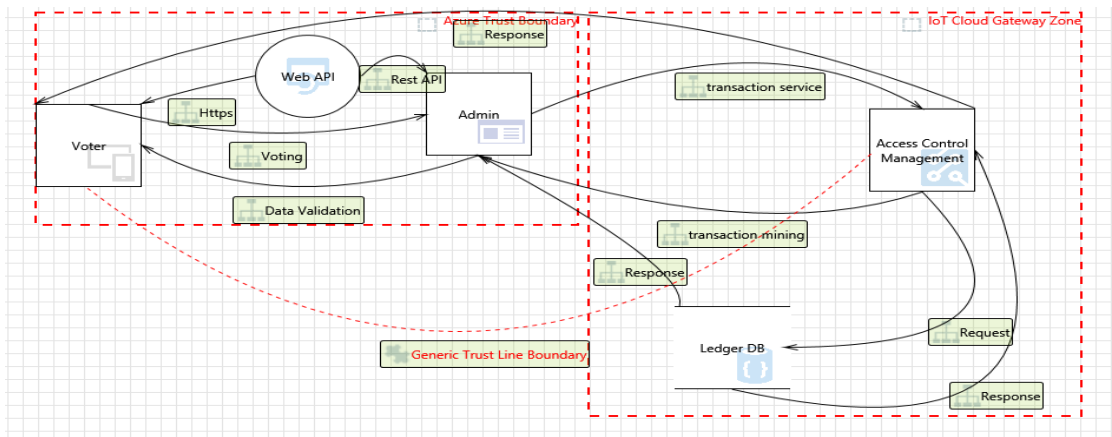 Azure Trust Boundary
IoT Cloud Gateway Zone
Response
Web API
Rest API
transaction service
Https
Admin
Voter
Access Control
Management
Voting
Data Validation
transaction mining
Response
Request
Ledger DB
Generic Trust Line Boundary
Response